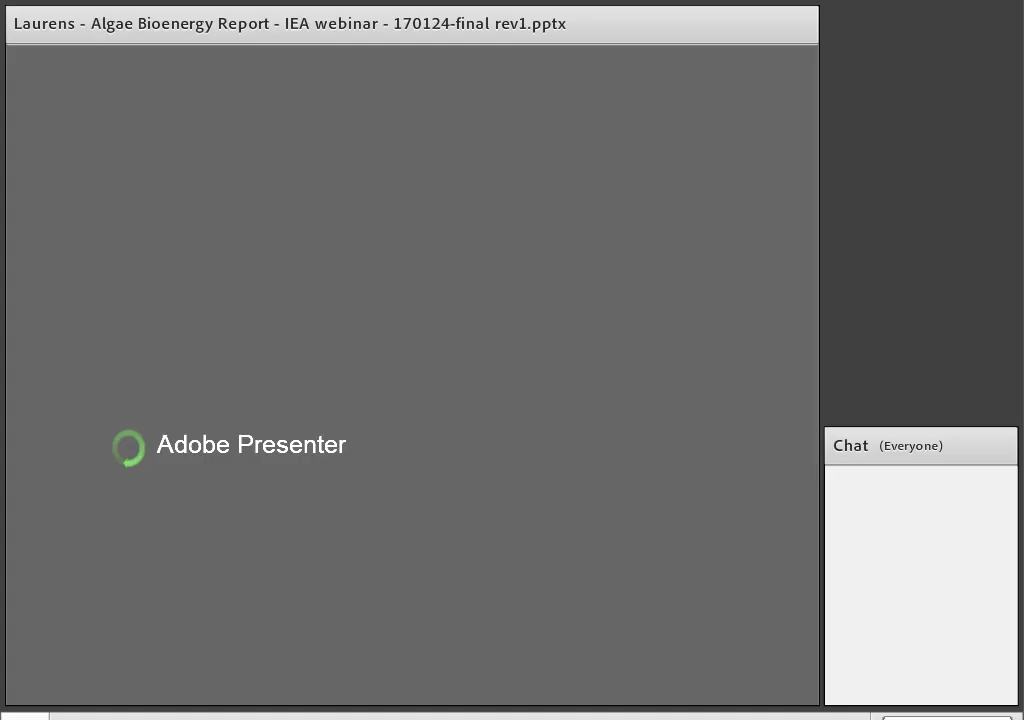 Laurens - Algae Bioenergy Report - IEA webinar - 170124-final rev1.pptx
Adobe Presenter
Chat (Everyone)